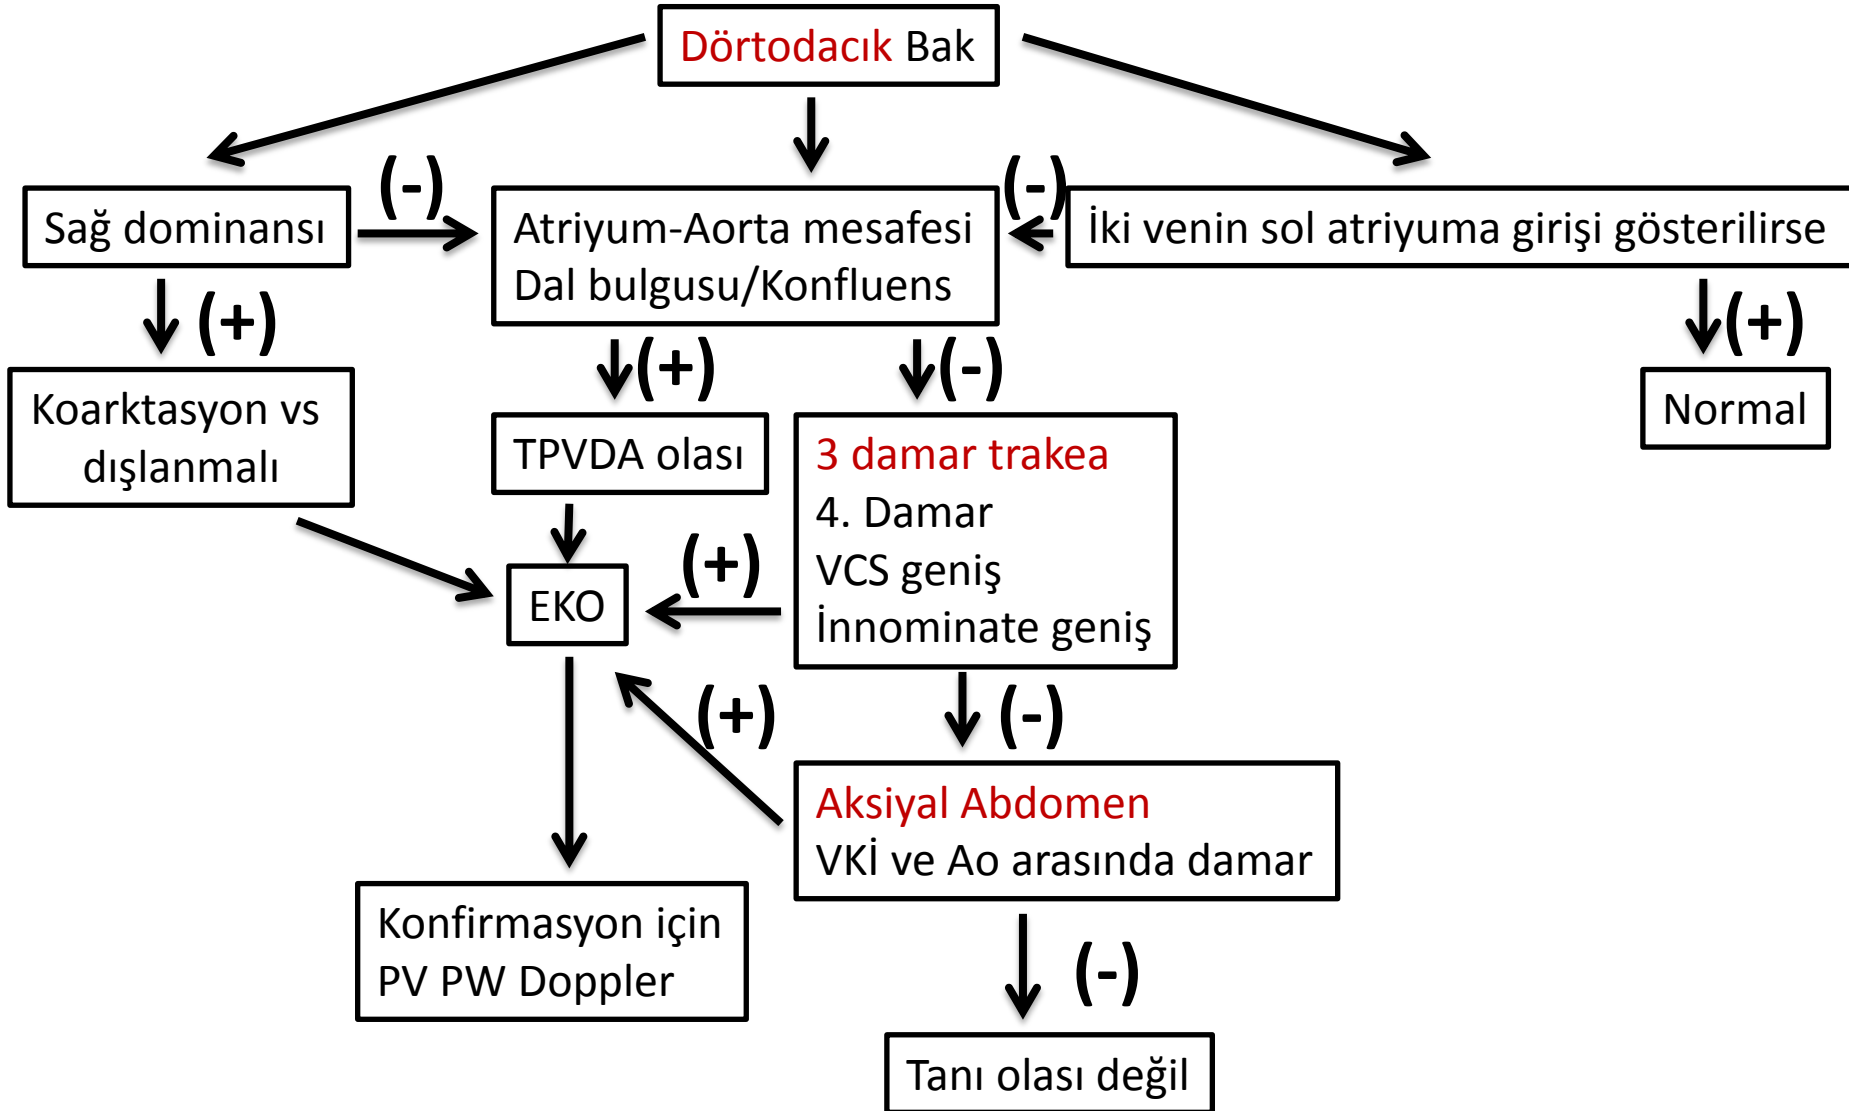 Dörtodacık Bak
Sağ dominansı
(-)
Atriyum-Aorta mesafesi
Dal bulgusu/Konfluens
(-)
İki venin sol atriyuma girişi gösterilirse
(+)
(+)
(-)
(+)
Koarktasyon vs
dışlanmalı
TPVDA olası
3 damar trakea
4. Damar
VCS geniş
İnnominate geniş
Normal
EKO
(+)
(+)
(-)
Aksiyal Abdomen
VKİ ve Ao arasında damar
Konfirmasyon için
PV PW Doppler
(-)
Tanı olası değil